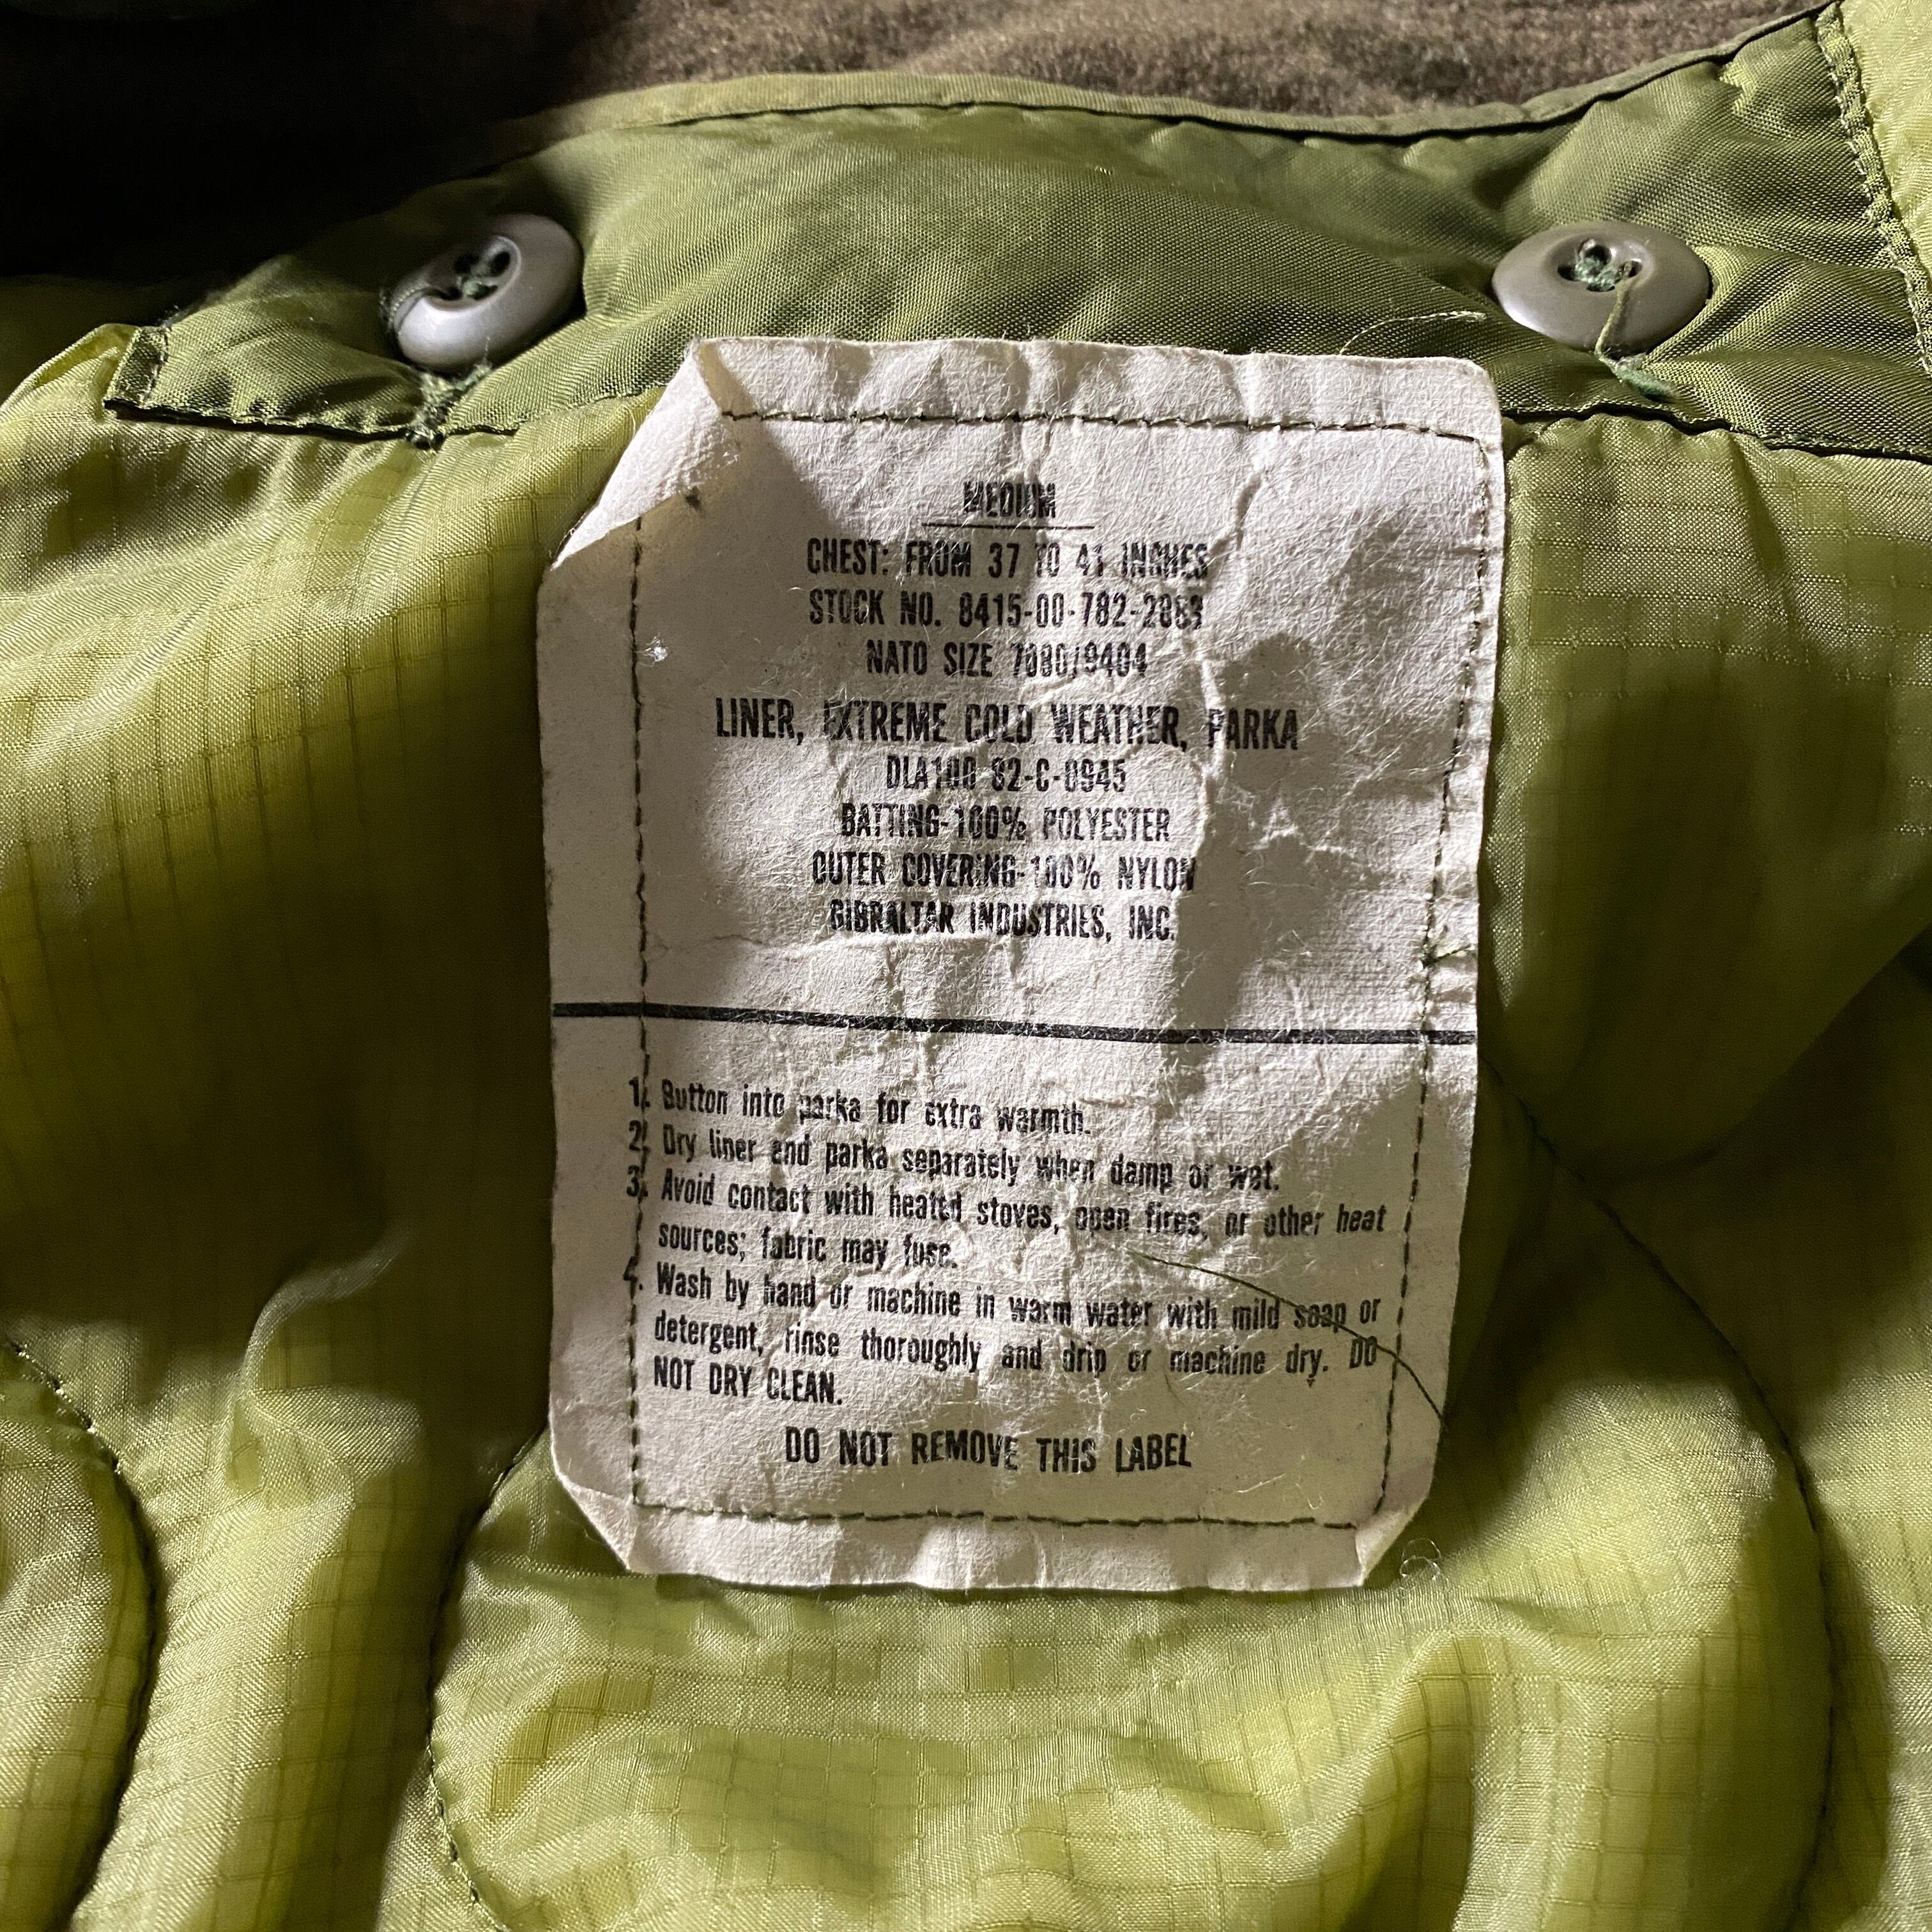 MEDIUM
CHEST: FROM 37 TO 41 INCHES
STOCK NO. 8415-00-782-2883
NATO SIZE 7080/9404
LINER, EXTREME COLD WEATHER, PARKA
DLA100 82-C-0945
BATTING-100% POLYESTER
OUTER COVERING-100% NYLON
GIBRALTAR INDUSTRIES, INC.
1. Button into parka for extra warmth.
2. Dry liner and parka separately when damp or wet.
3. Avoid contact with heated stoves, open fires, or other heat
sources; fabric may fuse.
4. Wash by hand or machine in warm water with mild soap or
detergent, rinse thoroughly and drip or machine dry. DO
NOT DRY CLEAN.
DO NOT REMOVE THIS LABEL